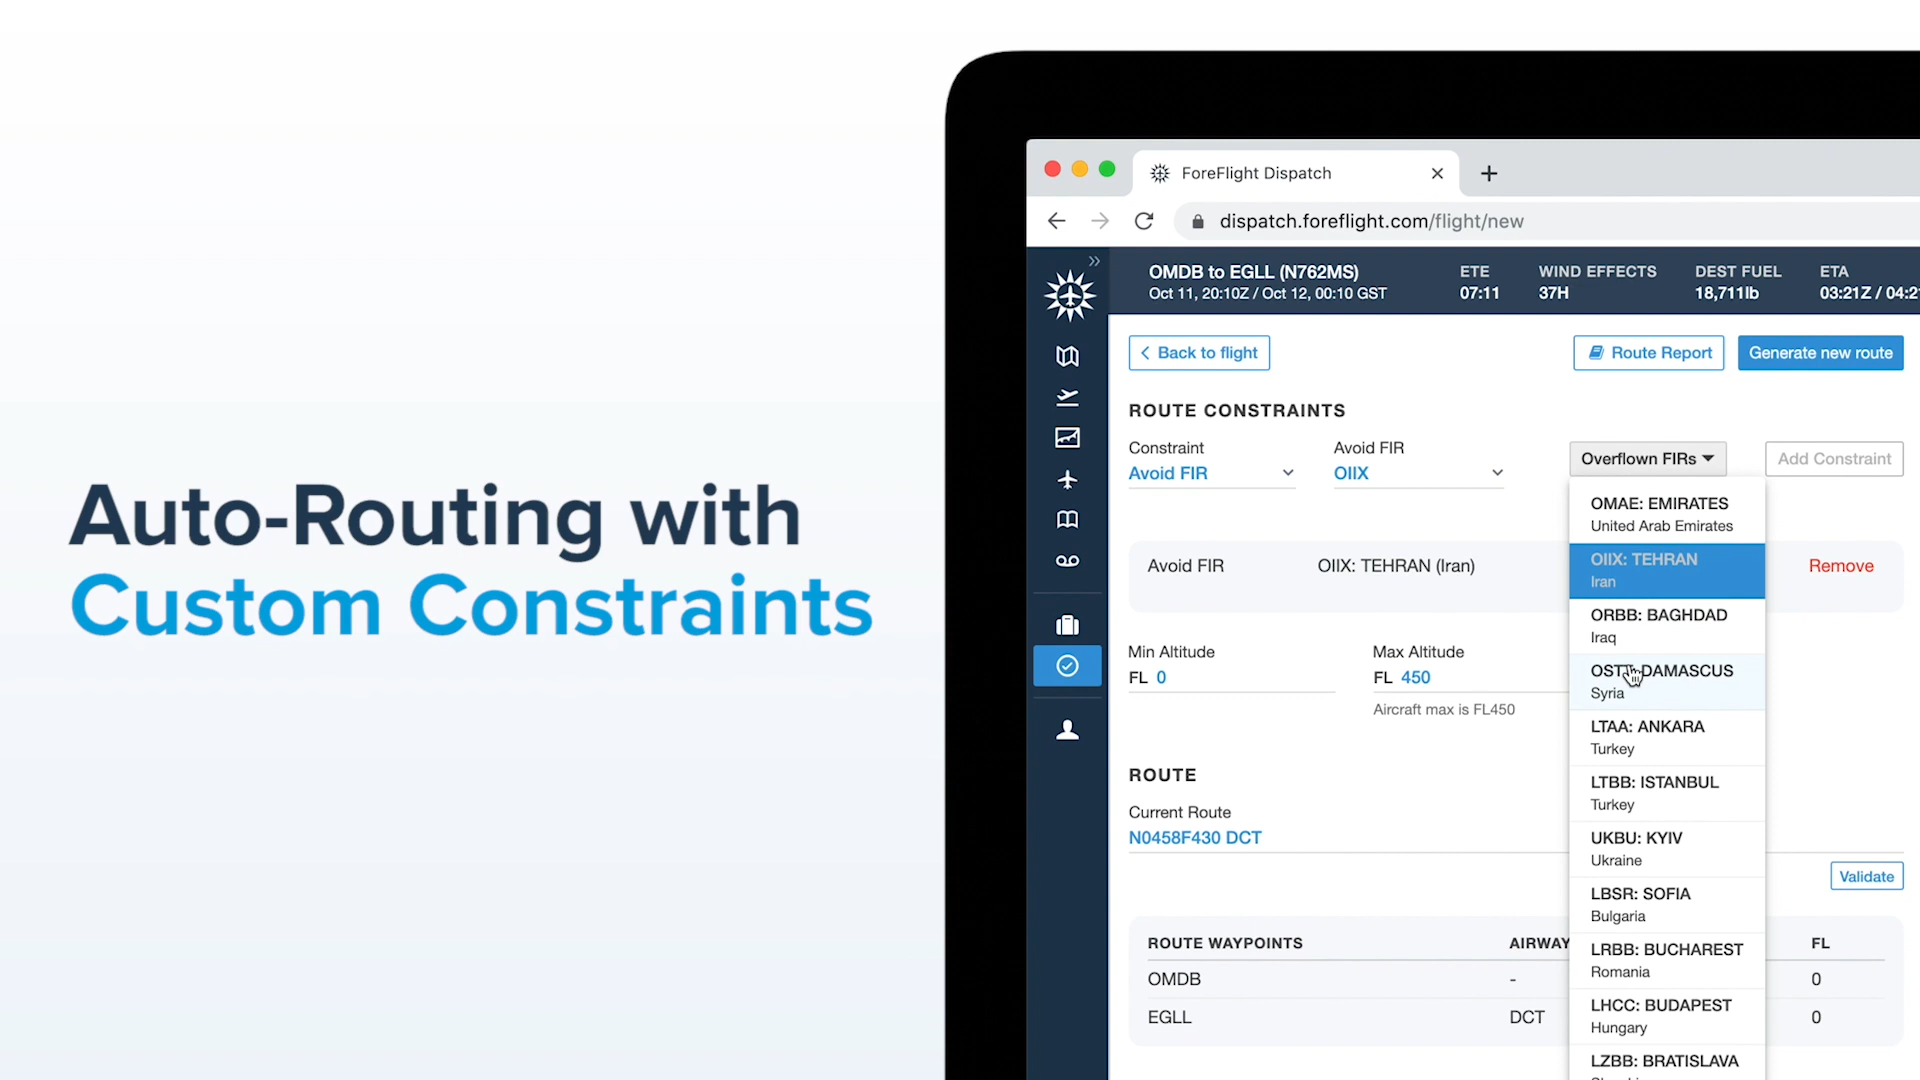 Auto-Routing with
Custom Constraints
ForeFlight Dispatch
dispatch.foreflight.com/flight/new
OMDB to EGLL (N762MS)
Oct 11, 20:10Z / Oct 12, 00:10 GST
ETE
07:11
WIND EFFECTS
37H
DEST FUEL
18,711lb
ETA
03:21Z / 04:2
Back to flight
Route Report
Generate new route
ROUTE CONSTRAINTS
Constraint
Avoid FIR
Avoid FIR
OIIX
Overflown FIRs
Add Constraint
Avoid FIR
OIIX: TEHRAN (Iran)
Remove
OMAE: EMIRATES
United Arab Emirates
OIIX: TEHRAN
Iran
ORBB: BAGHDAD
Iraq
DAMASCUS
Syria
LTAA: ANKARA
Turkey
LTBB: ISTANBUL
Turkey
UKBU: KYIV
Ukraine
LBSR: SOFIA
Bulgaria
LRBB: BUCHAREST
Romania
LHCC: BUDAPEST
Hungary
LZBB: BRATISLAVA
Min Altitude
FL 0
Max Altitude
FL 450
Aircraft max is FL450
ROUTE
Current Route
N0458F430 DCT
Validate
ROUTE WAYPOINTS AIRWAY FL
OMDB - 0
EGLL DCT 0